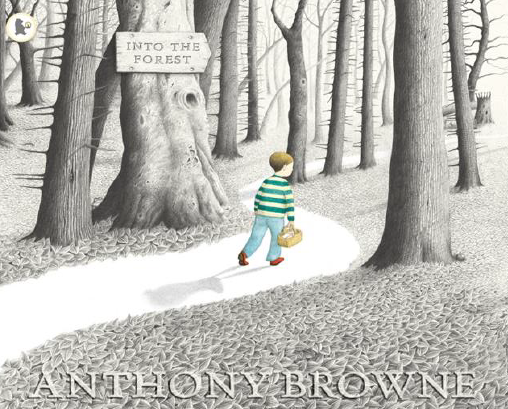 INTO THE
FOREST
ANTHONY BROWNE